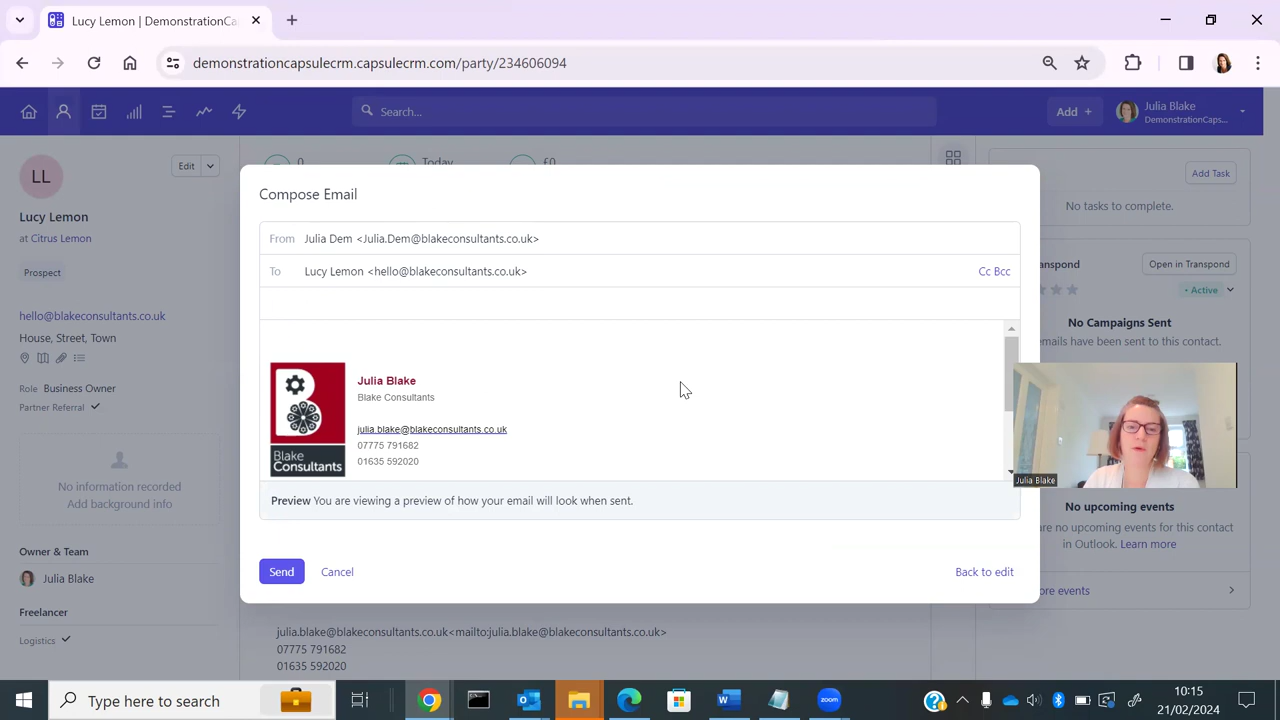 Lucy Lemon | DemonstrationCa
demonstrationcapsulecrm.capsulecrm.com/party/234606094
Search...
Add +
Julia Blake
DemonstrationCaps...
LL
Edit
Lucy Lemon
at Citrus Lemon
Prospect
hello@blakeconsultants.co.uk
House, Street, Town
Role Business Owner
Partner Referral
No information recorded
Add background info
Owner & Team
Julia Blake
Freelancer
Logistics
0
Today
£0
Compose Email
From Julia Dem <Julia.Dem@blakeconsultants.co.uk>
To Lucy Lemon <hello@blakeconsultants.co.uk>
Cc Bcc
B
Blake
Consultants
Julia Blake
Blake Consultants
julia.blake@blakeconsultants.co.uk
07775 791682
01635 592020
Preview You are viewing a preview of how your email will look when sent.
Send
Cancel
Back to edit
julia.blake@blakeconsultants.co.uk<mailto:julia.blake@blakeconsultants.co.uk>
07775 791682
01635 592020
Add Task
No tasks to complete.
Open in Transpond
Active
No Campaigns Sent
emails have been sent to this contact.
Julia Blake
No upcoming events
no upcoming events for this contact
in Outlook. Learn more
events
Type here to search
10:15
21/02/2024